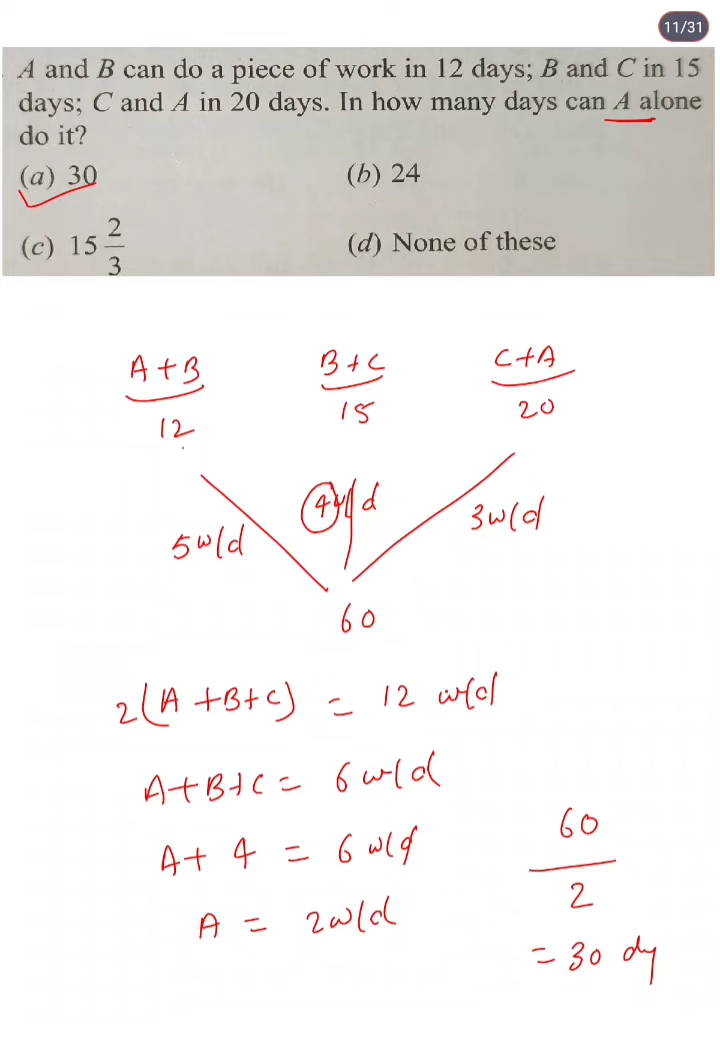 11/31
A and B can do a piece of work in 12 days; B and C in 15
days; C and A in 20 days. In how many days can A alone
do it?
(a) 30 (b) 24
(c) 15 2/3 (d) None of these
A+B B+C C+A
12 15 20
5w/d 4w/d 3w/d
60
2(A+B+C) = 12 w/d
A+B+C = 6 w/d
A+4 = 6 w/d
A = 2w/d
60
2
= 30 dy